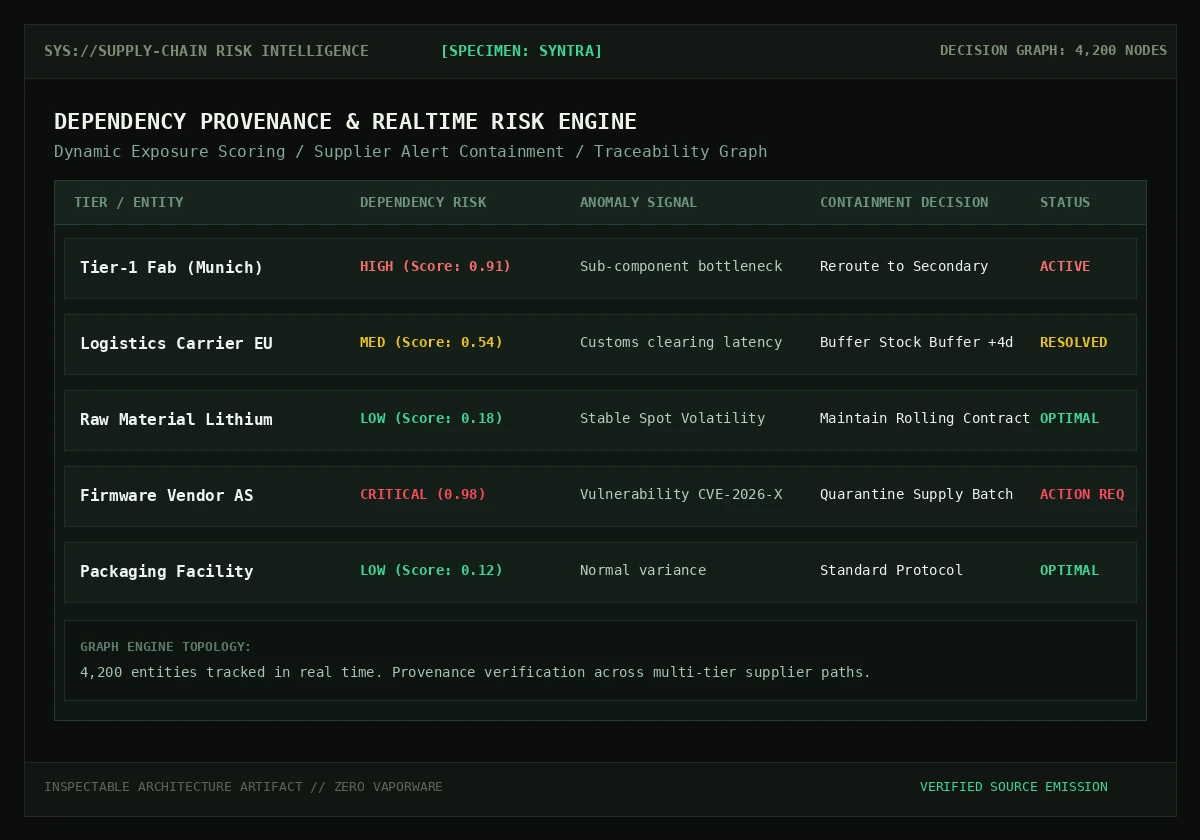 SYS://SUPPLY-CHAIN RISK INTELLIGENCE [SPECIMEN: SYNTRA] DECISION GRAPH: 4,200 NODES
DEPENDENCY PROVENANCE & REALTIME RISK ENGINE
Dynamic Exposure Scoring / Supplier Alert Containment / Traceability Graph
TIER / ENTITY DEPENDENCY RISK ANOMALY SIGNAL CONTAINMENT DECISION STATUS
Tier-1 Fab (Munich) HIGH (Score: 0.91) Sub-component bottleneck Reroute to Secondary ACTIVE
Logistics Carrier EU MED (Score: 0.54) Customs clearing latency Buffer Stock Buffer +4d RESOLVED
Raw Material Lithium LOW (Score: 0.18) Stable Spot Volatility Maintain Rolling Contract OPTIMAL
Firmware Vendor AS CRITICAL (0.98) Vulnerability CVE-2026-X Quarantine Supply Batch ACTION REQ
Packaging Facility LOW (Score: 0.12) Normal variance Standard Protocol OPTIMAL
GRAPH ENGINE TOPOLOGY:
4,200 entities tracked in real time. Provenance verification across multi-tier supplier paths.
INSPECTABLE ARCHITECTURE ARTIFACT // ZERO VAPORWARE VERIFIED SOURCE EMISSION